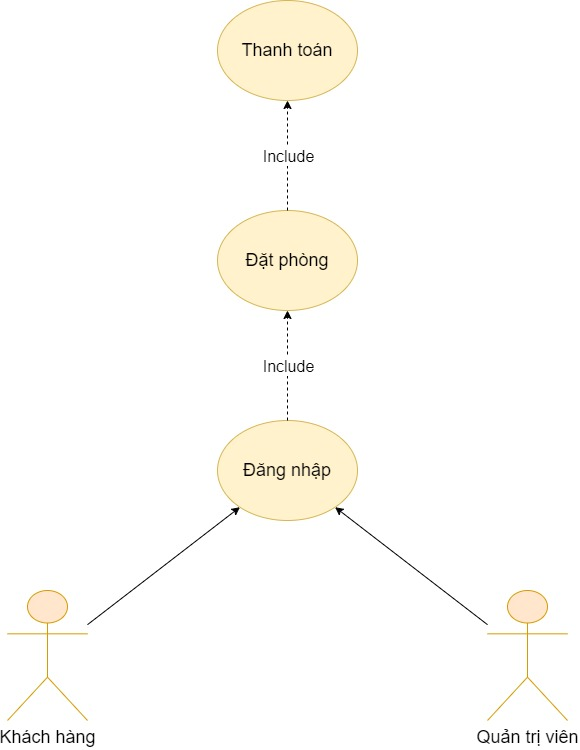 Thanh toán
Include
Đặt phòng
Include
Đăng nhập
Khách hàng
Quản trị viên